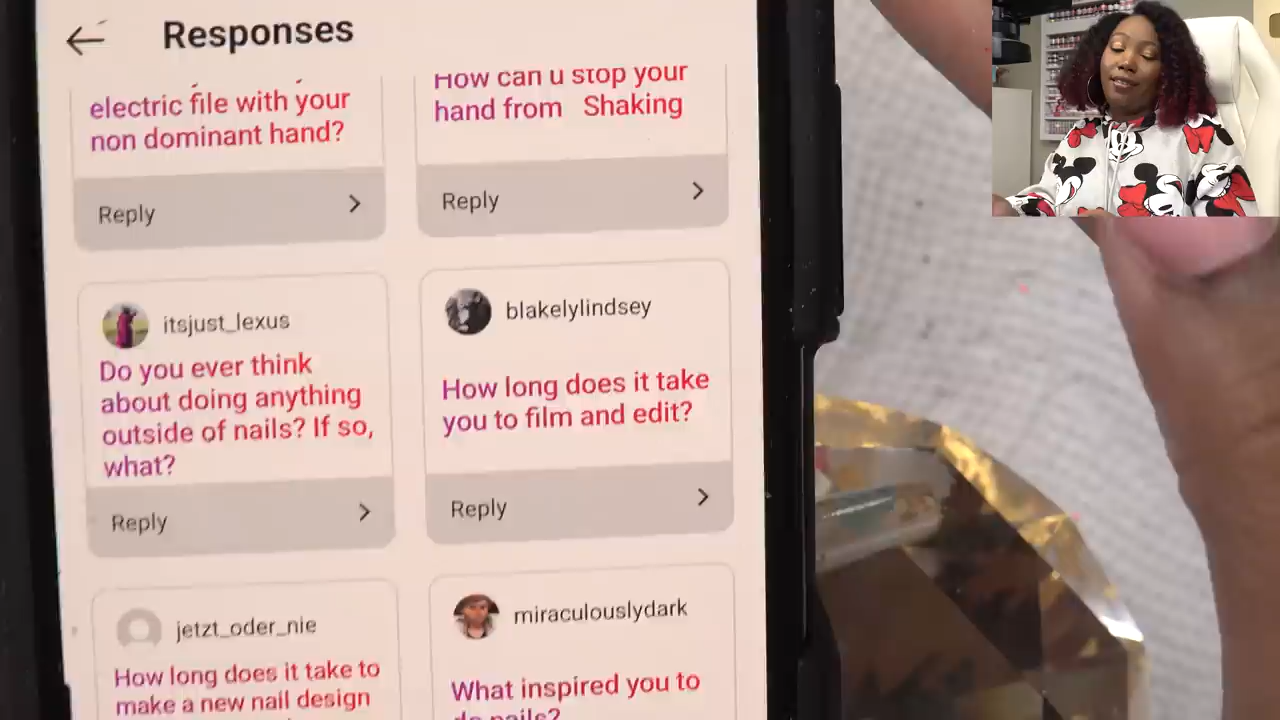 Responses
electric file with your
non dominant hand?
Reply
How can u stop your
hand from Shaking
Reply
itsjust_lexus
Do you ever think
about doing anything
outside of nails? If so,
what?
Reply
blakelylindsey
How long does it take
you to film and edit?
Reply
jetzt_oder_nie
How long does it take to
make a new nail design
miraculouslydark
What inspired you to
do nails?